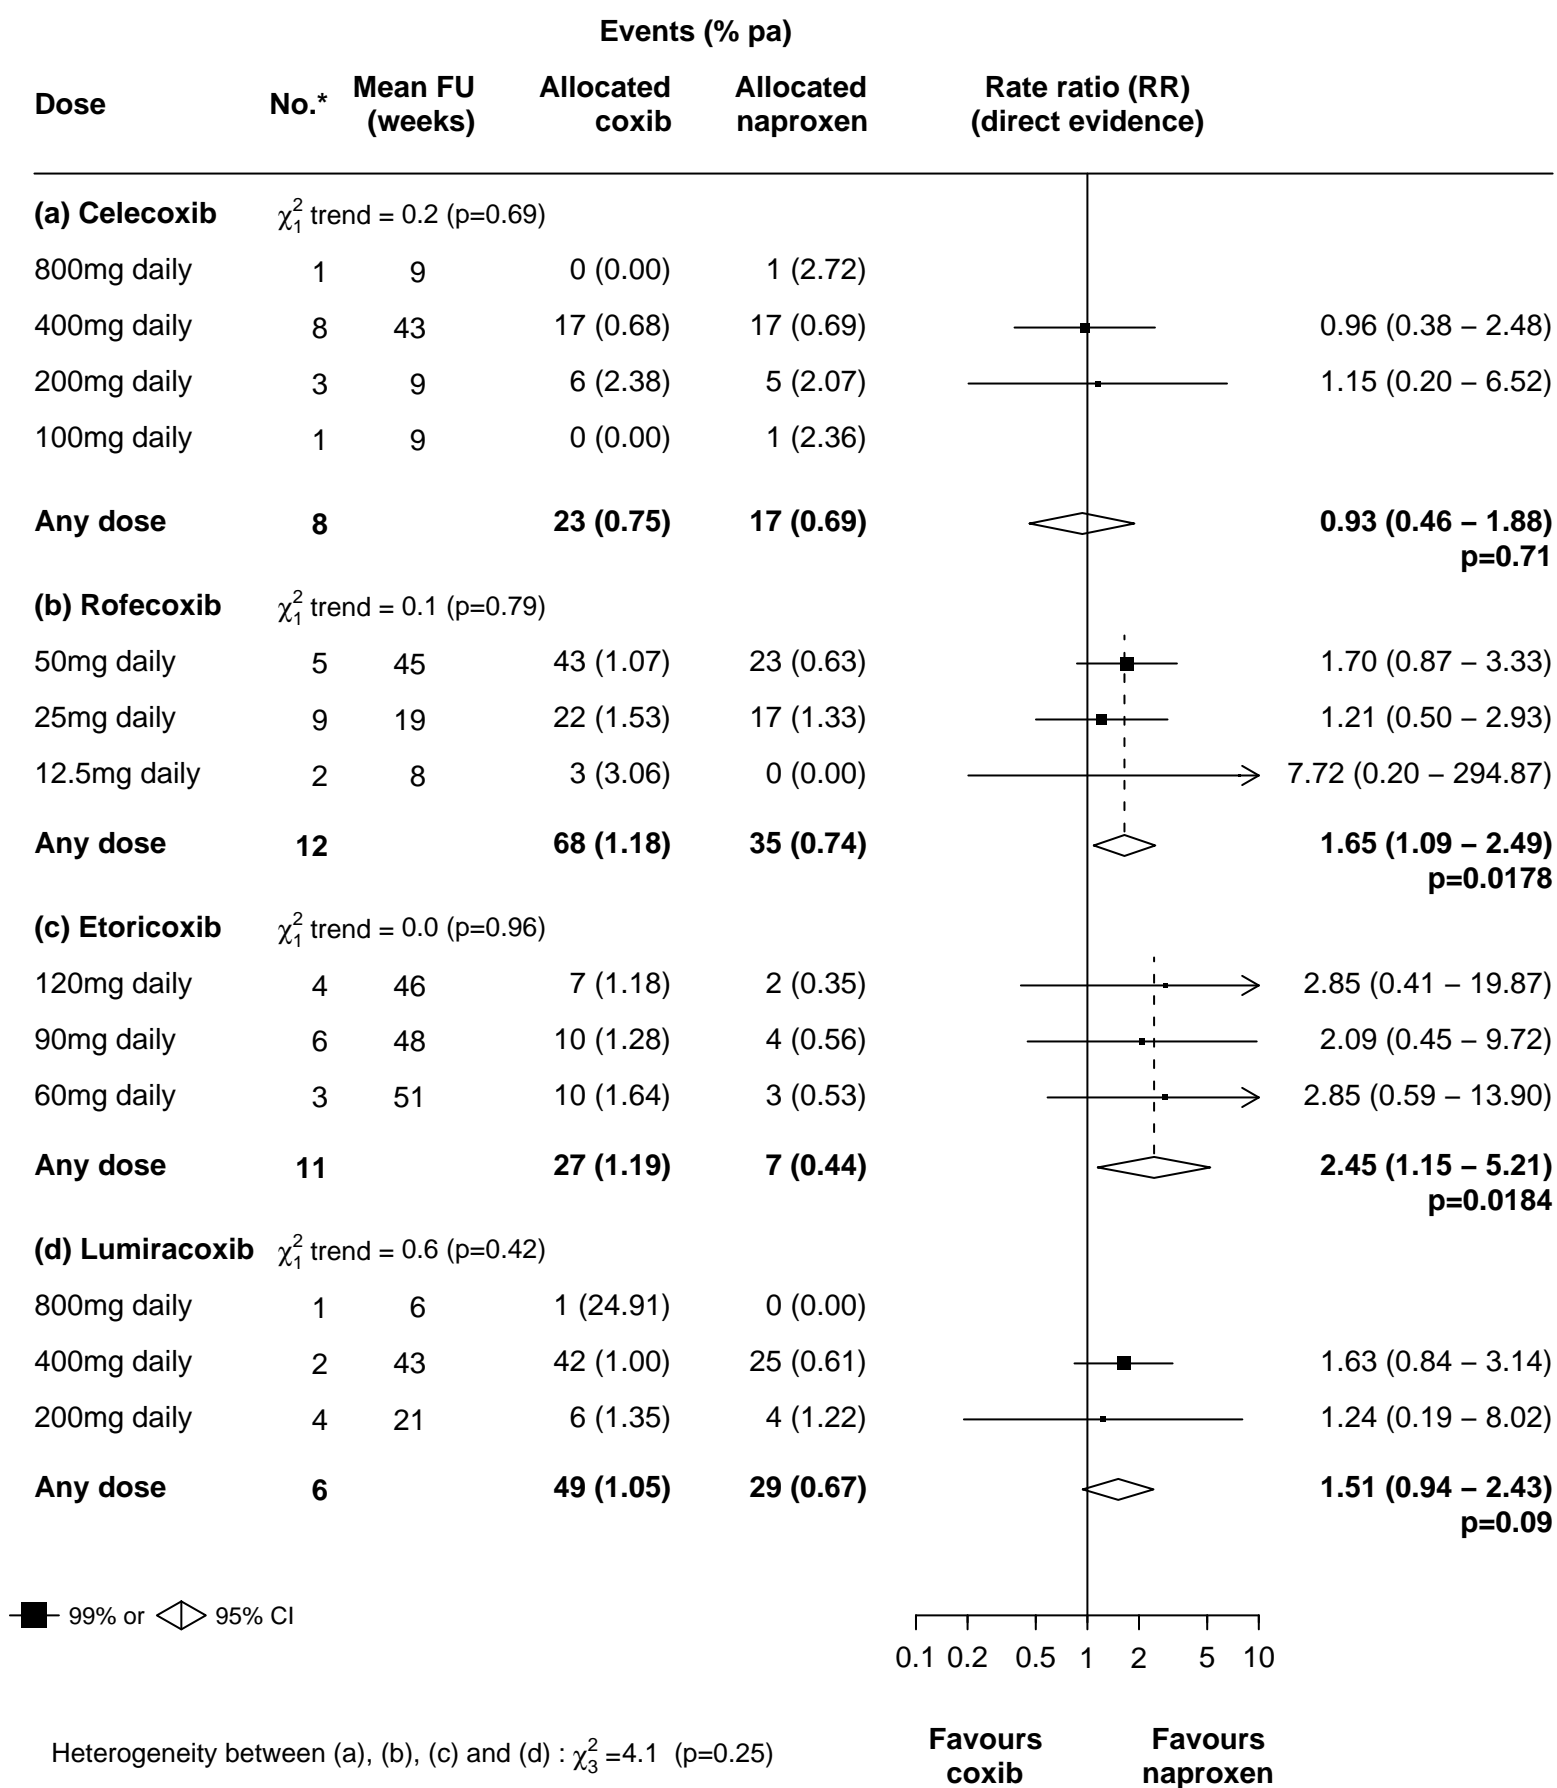 Events (% pa)
Dose No.* Mean FU (weeks) Allocated coxib Allocated naproxen Rate ratio (RR) (direct evidence)
(a) Celecoxib χ²₁ trend = 0.2 (p=0.69)
800mg daily 1 9 0 (0.00) 1 (2.72)
400mg daily 8 43 17 (0.68) 17 (0.69) 0.96 (0.38 − 2.48)
200mg daily 3 9 6 (2.38) 5 (2.07) 1.15 (0.20 − 6.52)
100mg daily 1 9 0 (0.00) 1 (2.36)
Any dose 8 23 (0.75) 17 (0.69) 0.93 (0.46 − 1.88)
p=0.71
(b) Rofecoxib χ²₁ trend = 0.1 (p=0.79)
50mg daily 5 45 43 (1.07) 23 (0.63) 1.70 (0.87 − 3.33)
25mg daily 9 19 22 (1.53) 17 (1.33) 1.21 (0.50 − 2.93)
12.5mg daily 2 8 3 (3.06) 0 (0.00) 7.72 (0.20 − 294.87)
Any dose 12 68 (1.18) 35 (0.74) 1.65 (1.09 − 2.49)
p=0.0178
(c) Etoricoxib χ²₁ trend = 0.0 (p=0.96)
120mg daily 4 46 7 (1.18) 2 (0.35) 2.85 (0.41 − 19.87)
90mg daily 6 48 10 (1.28) 4 (0.56) 2.09 (0.45 − 9.72)
60mg daily 3 51 10 (1.64) 3 (0.53) 2.85 (0.59 − 13.90)
Any dose 11 27 (1.19) 7 (0.44) 2.45 (1.15 − 5.21)
p=0.0184
(d) Lumiracoxib χ²₁ trend = 0.6 (p=0.42)
800mg daily 1 6 1 (24.91) 0 (0.00)
400mg daily 2 43 42 (1.00) 25 (0.61) 1.63 (0.84 − 3.14)
200mg daily 4 21 6 (1.35) 4 (1.22) 1.24 (0.19 − 8.02)
Any dose 6 49 (1.05) 29 (0.67) 1.51 (0.94 − 2.43)
p=0.09
99% or 95% CI
0.1 0.2 0.5 1 2 5 10
Favours coxib Favours naproxen
Heterogeneity between (a), (b), (c) and (d) : χ²₃ =4.1 (p=0.25)